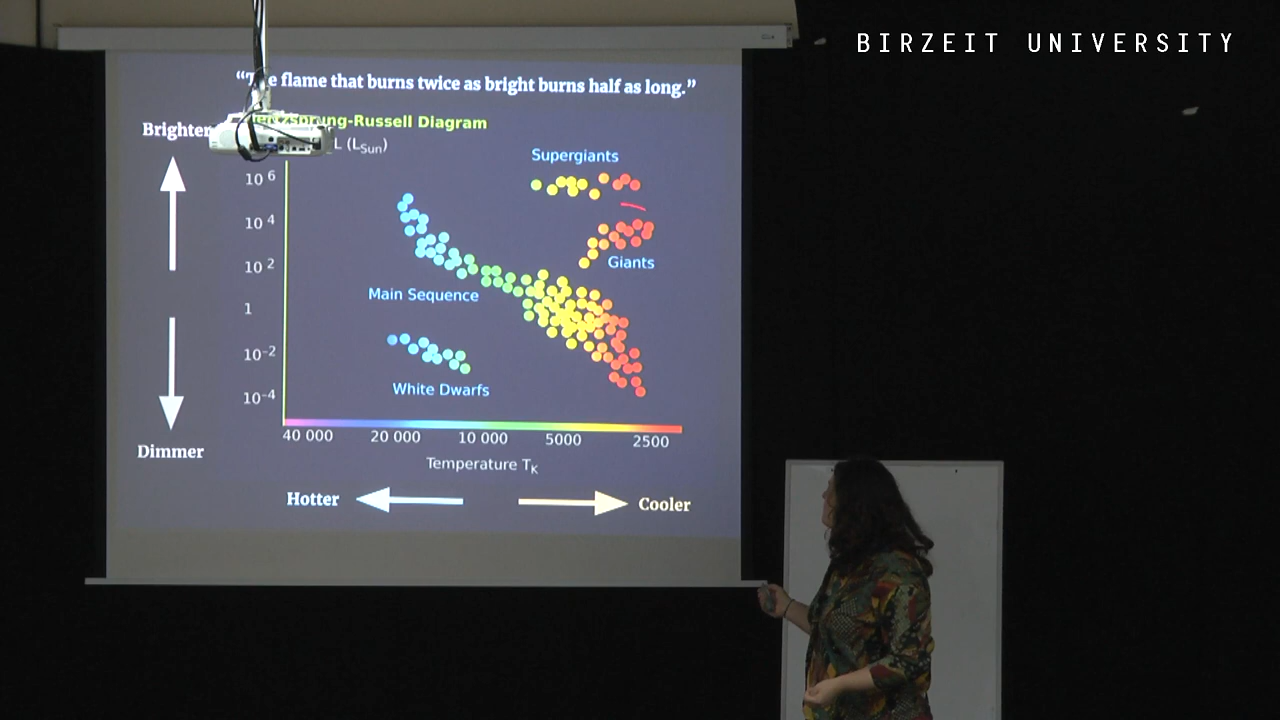 BIRZEIT UNIVERSITY
flame that burns twice as bright burns half as long.”
Brighter
-Russell Diagram
L (LSun)
Supergiants
10 6
10 4
Giants
10 2
Main Sequence
1
10 −2
White Dwarfs
10 −4
40 000 20 000 10 000 5000 2500
Dimmer
Temperature TK
Hotter
Cooler